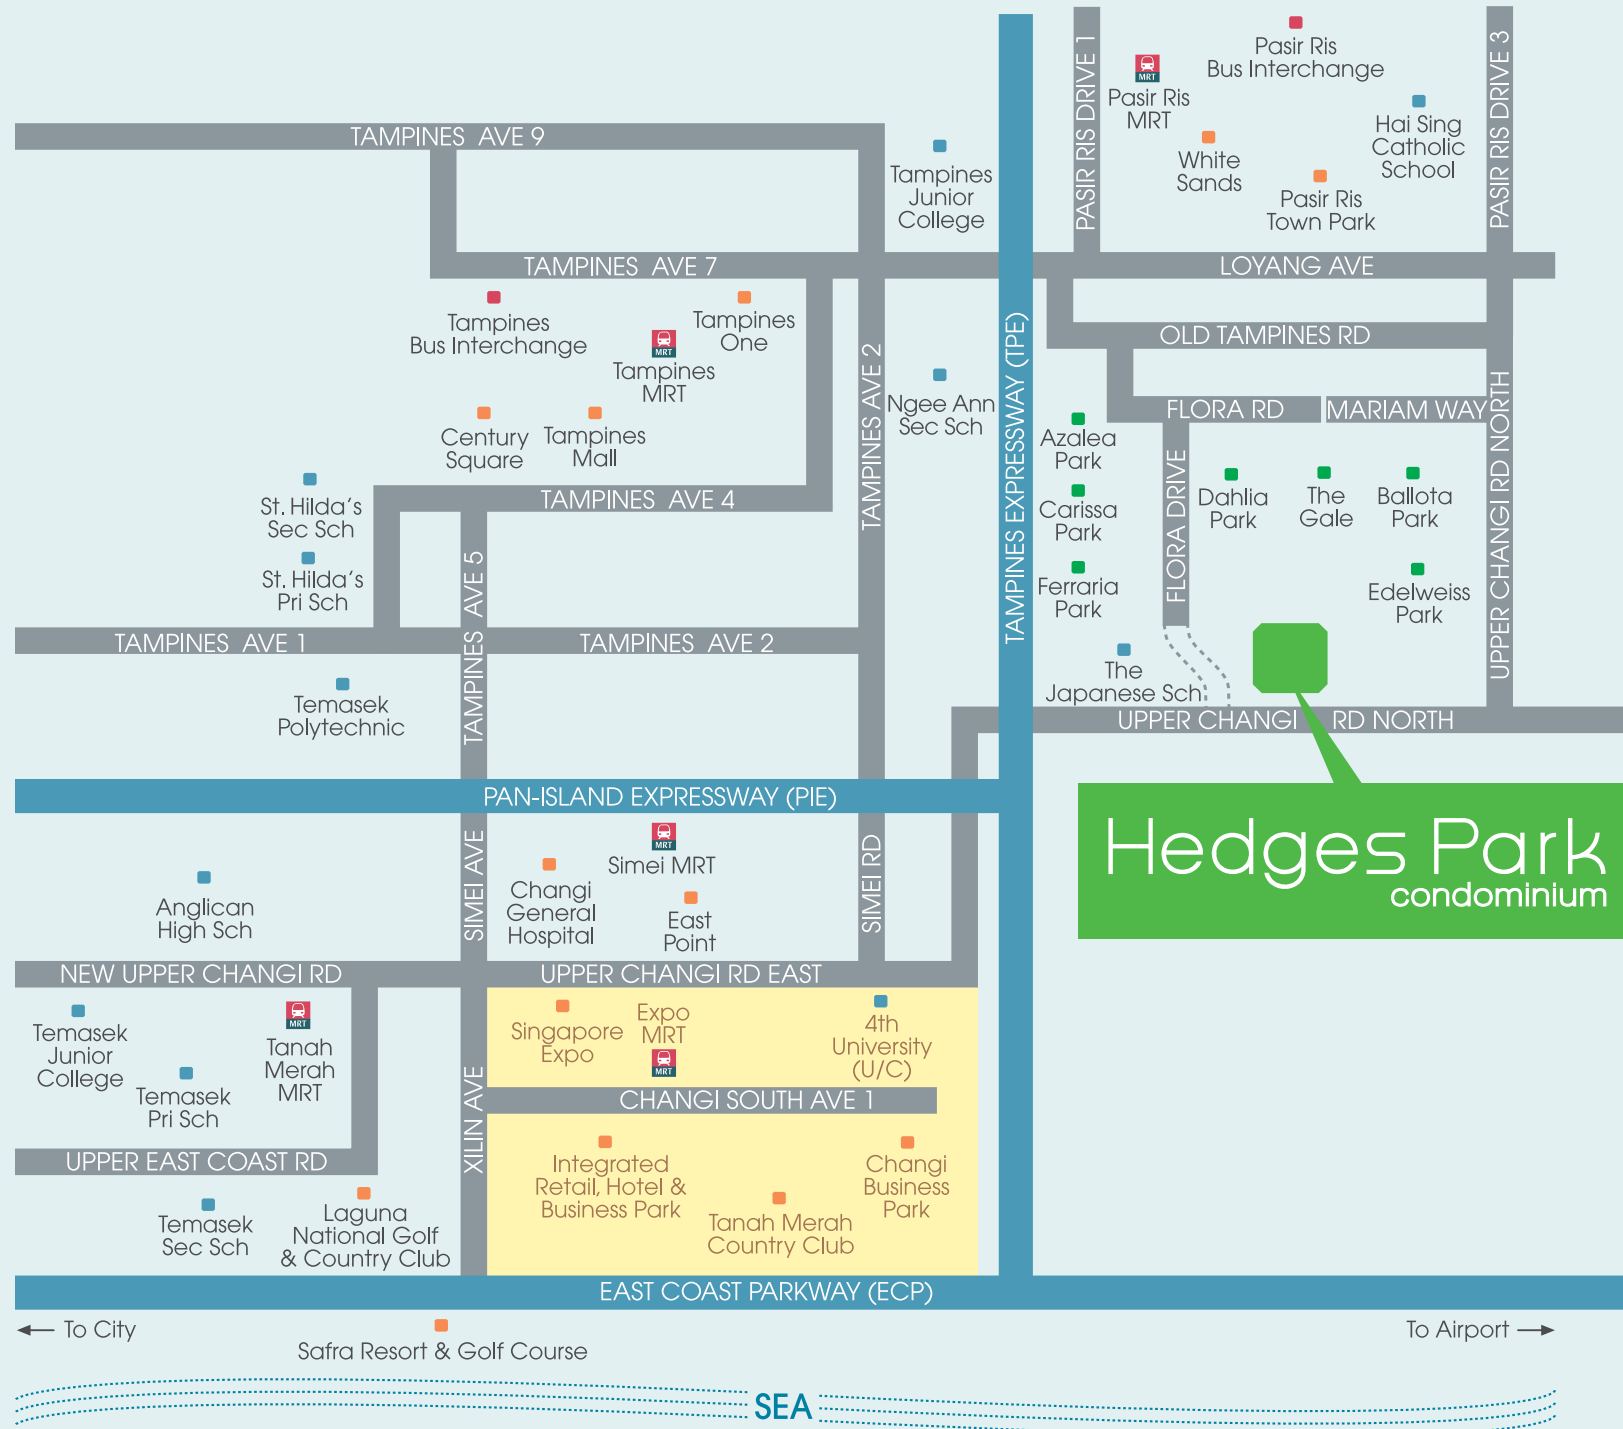 PASIR RIS DRIVE 1
Pasir Ris
Bus Interchange
MRT
Pasir Ris
MRT
White
Sands
Hai Sing
Catholic
School
Pasir Ris
Town Park
PASIR RIS DRIVE 3
TAMPINES AVE 9
Tampines
Junior
College
TAMPINES AVE 7
LOYANG AVE
Tampines
Bus Interchange
MRT
Tampines
MRT
Tampines
One
Century
Square
Tampines
Mall
TAMPINES AVE 2
Ngee Ann
Sec Sch
TAMPINES EXPRESSWAY (TPE)
OLD TAMPINES RD
FLORA RD
MARIAM WAY
UPPER CHANGI RD NORTH
Azalea
Park
Carissa
Park
Ferraria
Park
FLORA DRIVE
Dahlia
Park
The
Gale
Ballota
Park
Edelweiss
Park
St. Hilda's
Sec Sch
St. Hilda's
Pri Sch
TAMPINES AVE 4
TAMPINES AVE 5
TAMPINES AVE 1
TAMPINES AVE 2
Temasek
Polytechnic
The
Japanese Sch
UPPER CHANGI RD NORTH
PAN-ISLAND EXPRESSWAY (PIE)
Hedges Park
condominium
SIMEI AVE
MRT
Simei MRT
Changi
General
Hospital
East
Point
SIMEI RD
Anglican
High Sch
NEW UPPER CHANGI RD
UPPER CHANGI RD EAST
Temasek
Junior
College
Temasek
Pri Sch
MRT
Tanah
Merah
MRT
XILIN AVE
Singapore
Expo
Expo
MRT
MRT
4th
University
(U/C)
CHANGI SOUTH AVE 1
UPPER EAST COAST RD
Integrated
Retail, Hotel &
Business Park
Tanah Merah
Country Club
Changi
Business
Park
Temasek
Sec Sch
Laguna
National Golf
& Country Club
EAST COAST PARKWAY (ECP)
To City
To Airport
Safra Resort & Golf Course
SEA